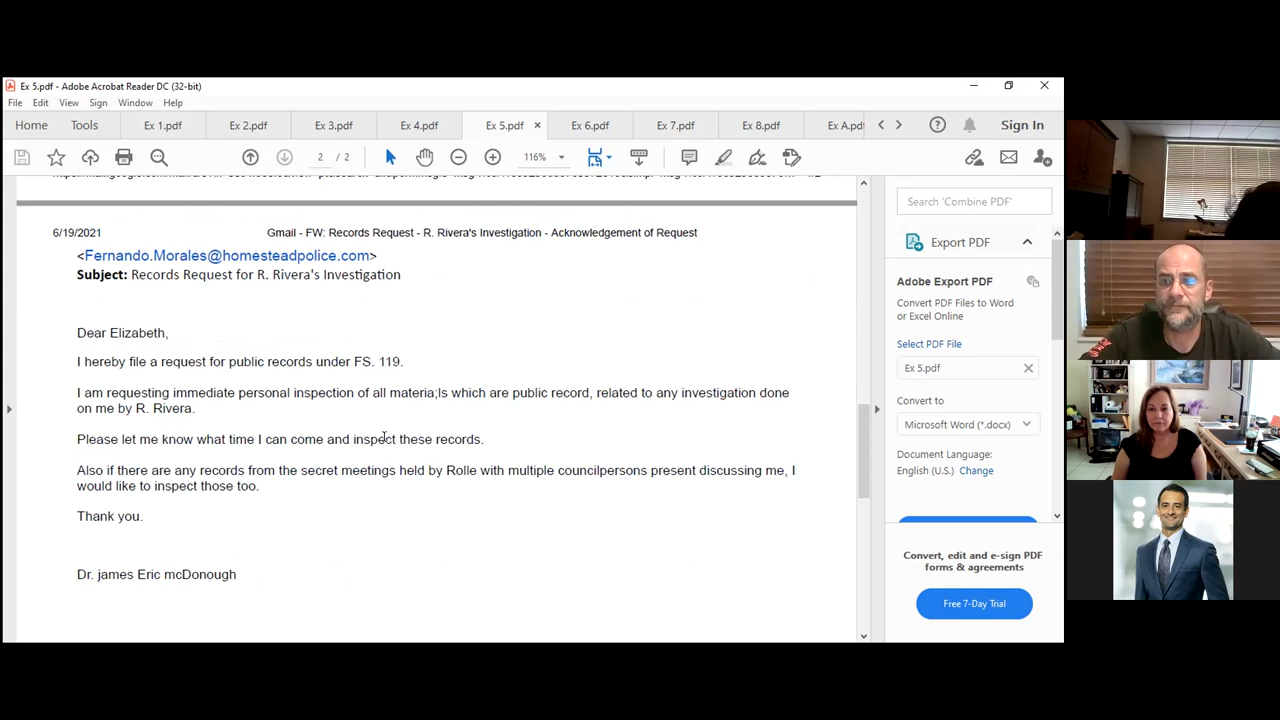 Ex 5.pdf - Adobe Acrobat Reader DC (32-bit)
File Edit View Sign Window Help
Home Tools Ex 1.pdf Ex 2.pdf Ex 3.pdf Ex 4.pdf Ex 5.pdf Ex 6.pdf Ex 7.pdf Ex 8.pdf Ex A.pdf Sign In
2 / 2 116%
6/19/2021 Gmail - FW: Records Request - R. Rivera's Investigation - Acknowledgement of Request
<Fernando.Morales@homesteadpolice.com>
Subject: Records Request for R. Rivera's Investigation
Dear Elizabeth,
I hereby file a request for public records under FS. 119.
I am requesting immediate personal inspection of all materia;ls which are public record, related to any investigation done
on me by R. Rivera.
Please let me know what time I can come and inspect these records.
Also if there are any records from the secret meetings held by Rolle with multiple councilpersons present discussing me, I
would like to inspect those too.
Thank you.
Dr. james Eric mcDonough
Search 'Combine PDF'
Export PDF
Adobe Export PDF
Convert PDF Files to Word
or Excel Online
Select PDF File
Ex 5.pdf
Convert to
Microsoft Word (*.docx)
Document Language:
English (U.S.) Change
Convert, edit and e-sign PDF
forms & agreements
Free 7-Day Trial